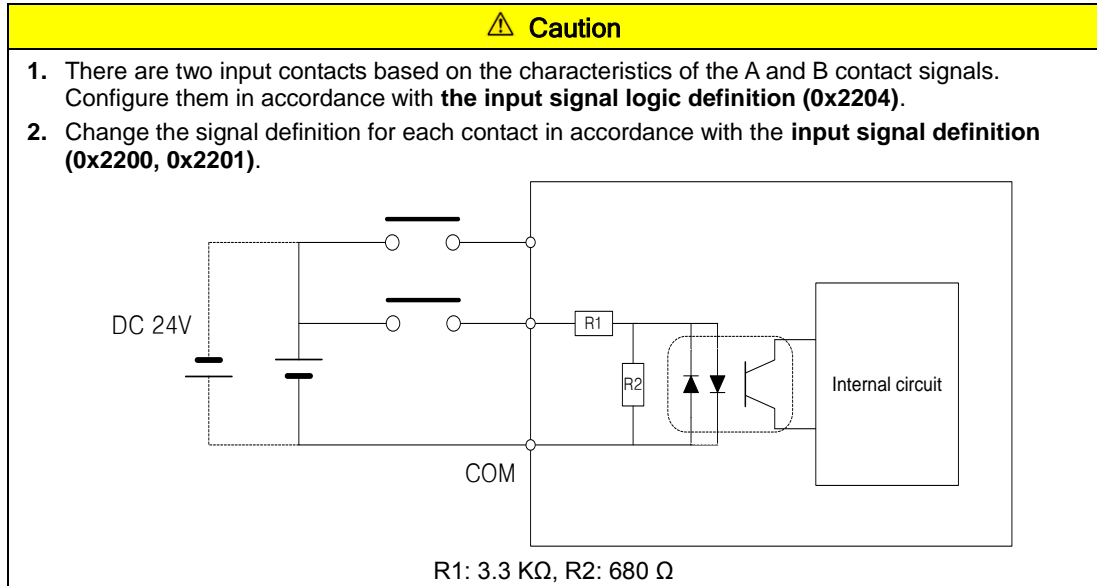 ⚠ Caution
1. There are two input contacts based on the characteristics of the A and B contact signals.
Configure them in accordance with the input signal logic definition (0x2204).
2. Change the signal definition for each contact in accordance with the input signal definition
(0x2200, 0x2201).
DC 24V
R1
R2
Internal circuit
COM
R1: 3.3 KΩ, R2: 680 Ω